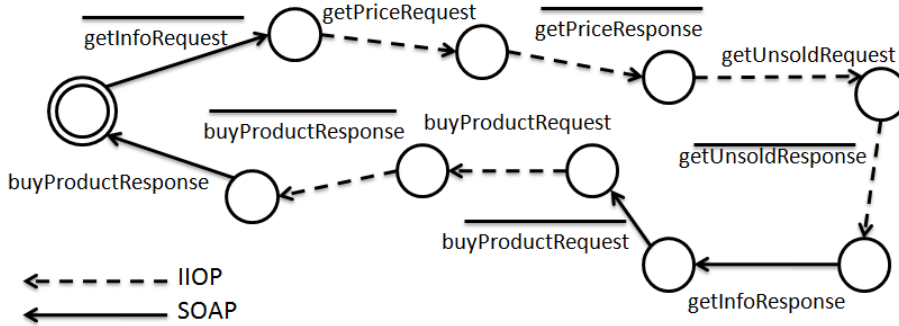 getInfoRequest
getPriceRequest
getPriceResponse
getUnsoldRequest
buyProductResponse
buyProductRequest
getUnsoldResponse
buyProductResponse
buyProductRequest
getInfoResponse
IIOP
SOAP